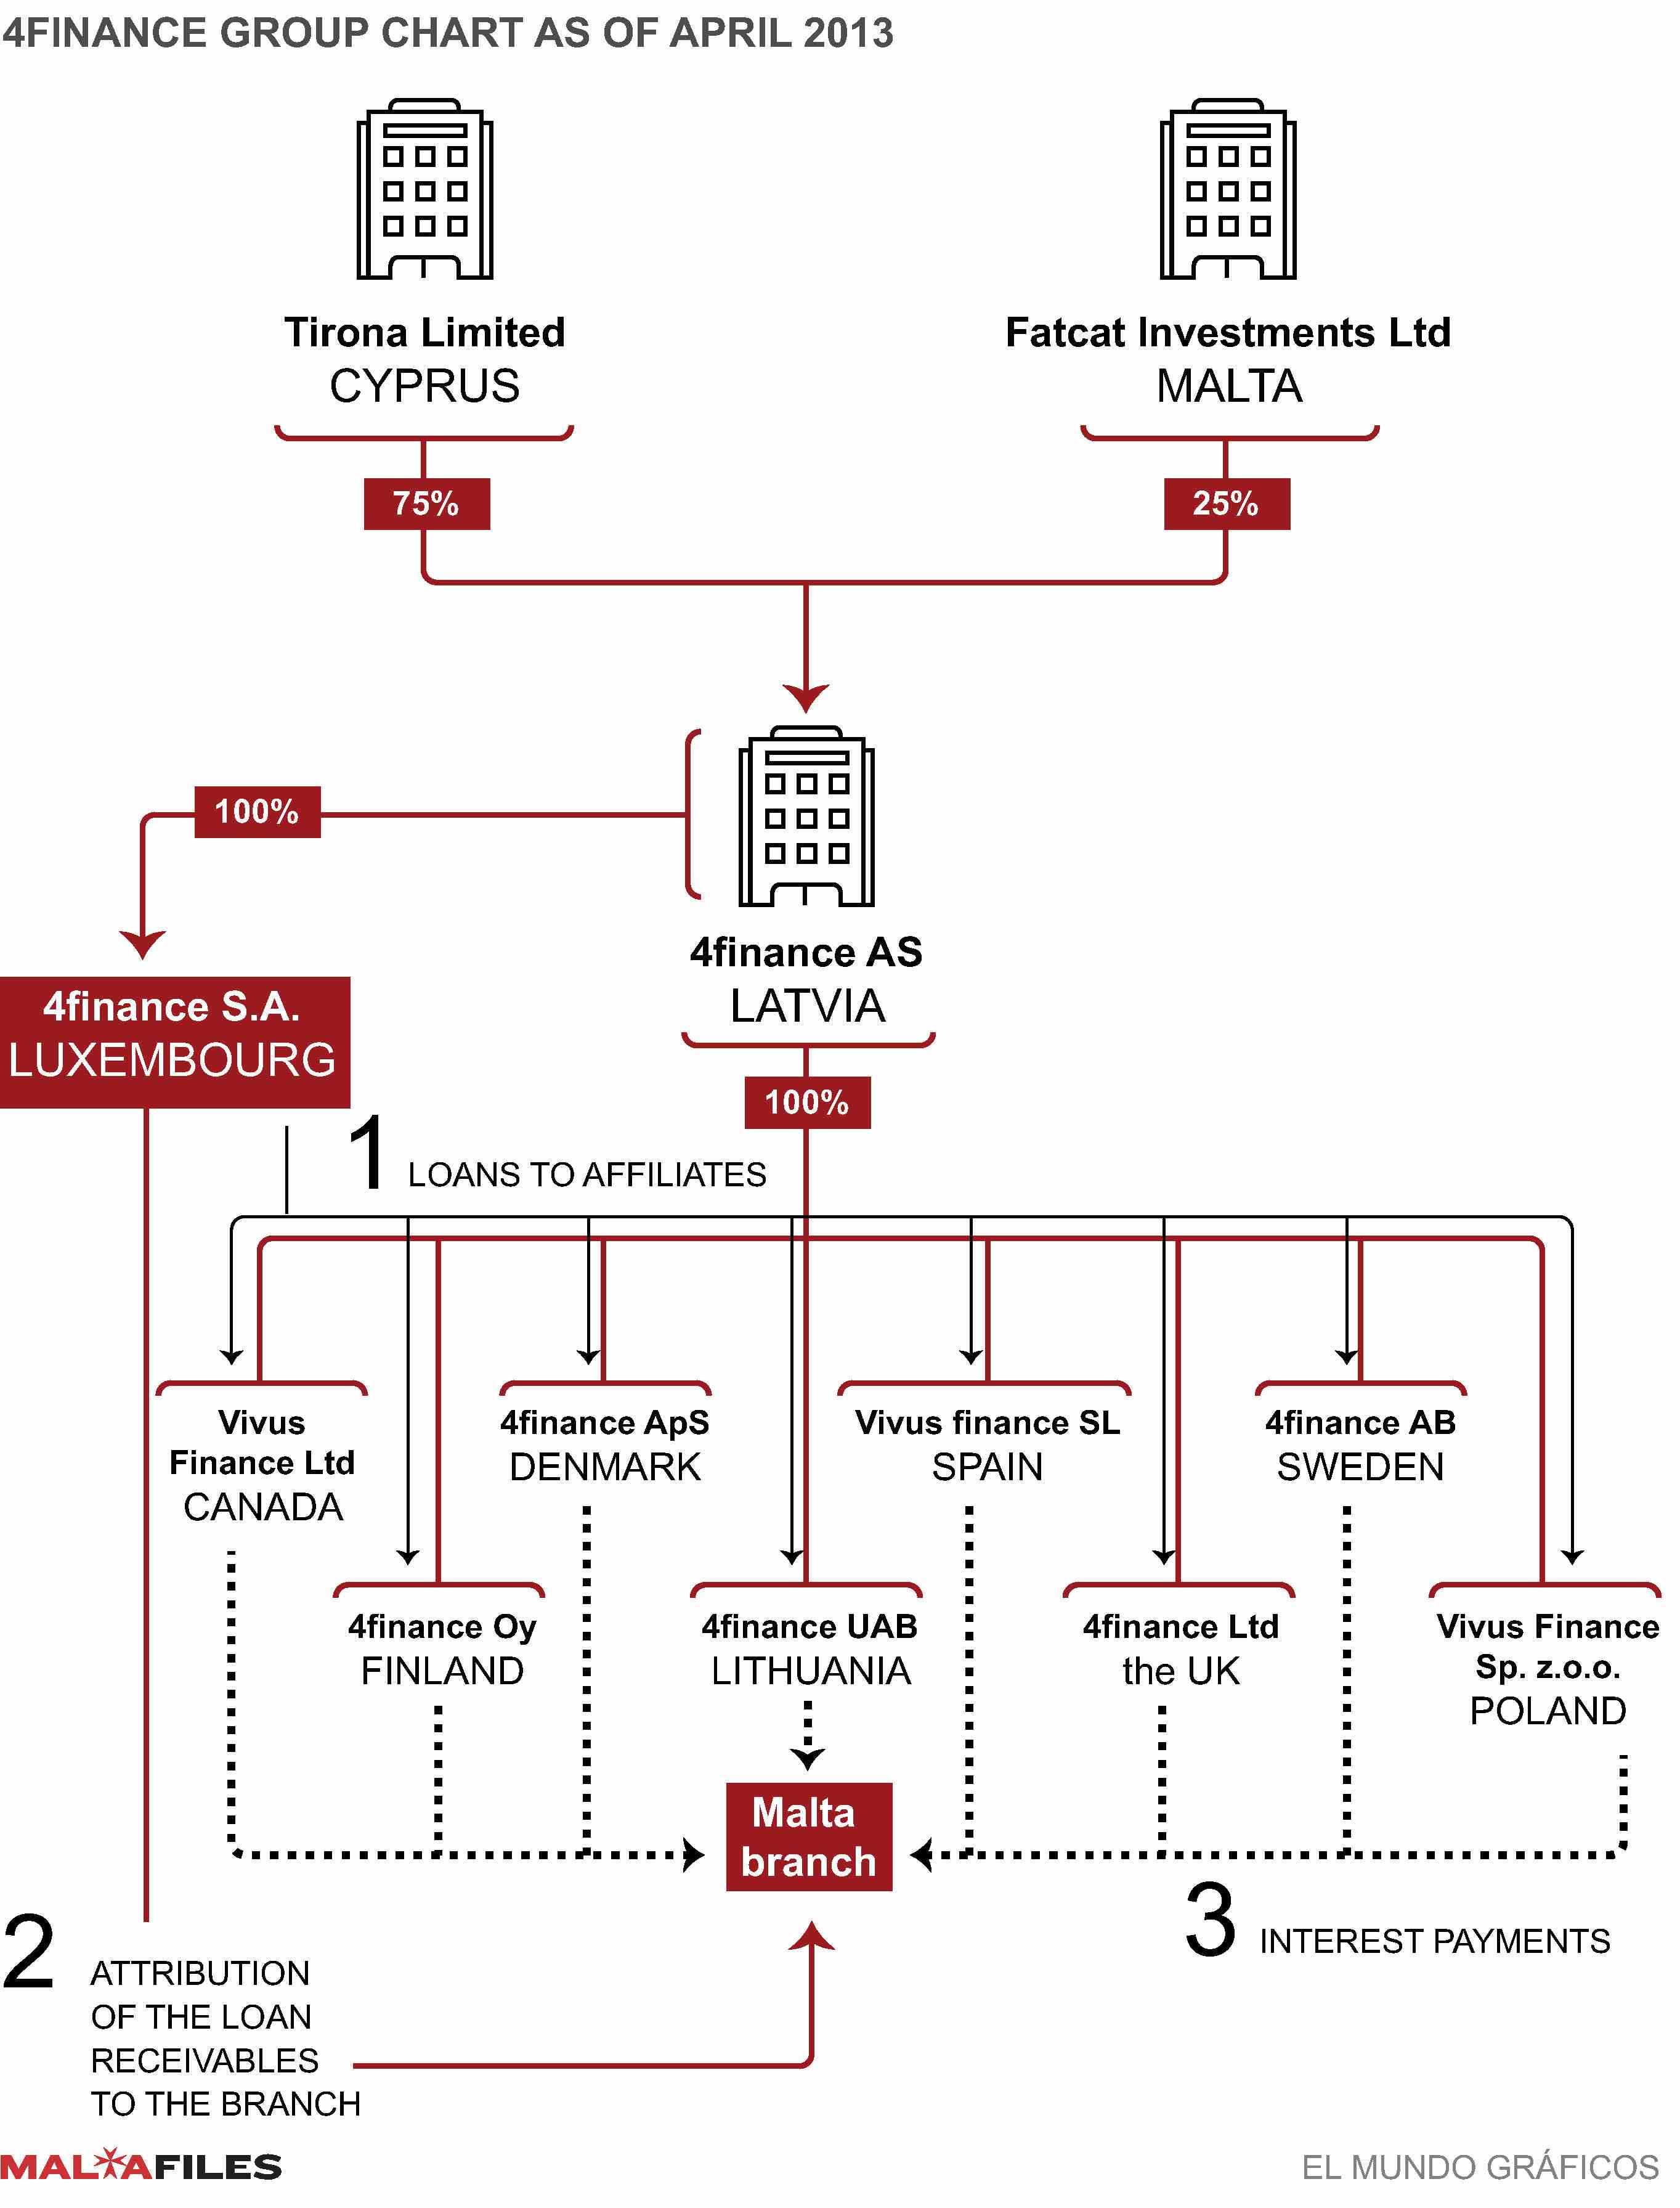 4FINANCE GROUP CHART AS OF APRIL 2013
Tirona Limited
CYPRUS
Fatcat Investments Ltd
MALTA
75%
25%
100%
4finance AS
LATVIA
4finance S.A.
LUXEMBOURG
100%
1 LOANS TO AFFILIATES
Vivus
Finance Ltd
CANADA
4finance ApS
DENMARK
Vivus finance SL
SPAIN
4finance AB
SWEDEN
4finance Oy
FINLAND
4finance UAB
LITHUANIA
4finance Ltd
the UK
Vivus Finance
Sp. z.o.o.
POLAND
Malta
branch
3 INTEREST PAYMENTS
2 ATTRIBUTION
OF THE LOAN
RECEIVABLES
TO THE BRANCH
MALTAFILES
EL MUNDO GRÁFICOS